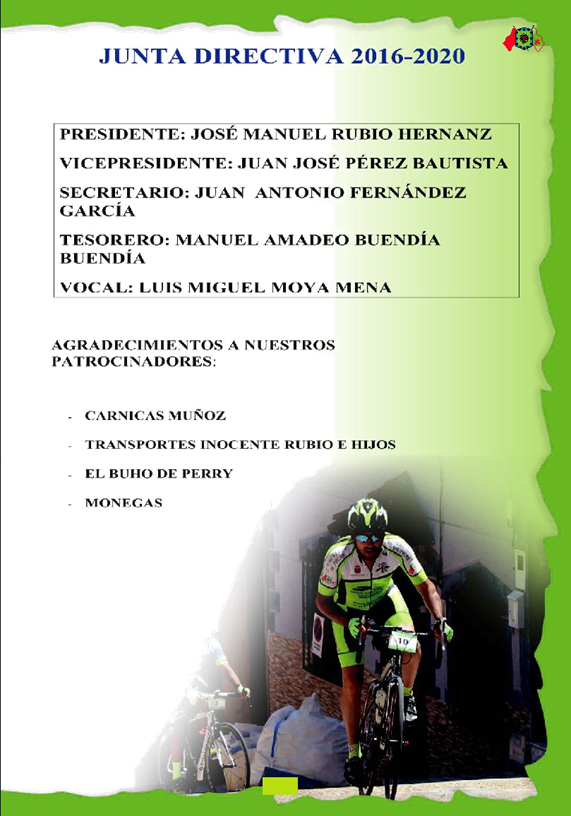 JUNTA DIRECTIVA 2016-2020
PRESIDENTE: JOSÉ MANUEL RUBIO HERNANZ
VICEPRESIDENTE: JUAN JOSÉ PÉREZ BAUTISTA
SECRETARIO: JUAN ANTONIO FERNÁNDEZ
GARCÍA
TESORERO: MANUEL AMADEO BUENDÍA
BUENDÍA
VOCAL: LUIS MIGUEL MOYA MENA
AGRADECIMIENTOS A NUESTROS
PATROCINADORES:
- CARNICAS MUÑOZ
- TRANSPORTES INOCENTE RUBIO E HIJOS
- EL BUHO DE PERRY
- MONEGAS
10